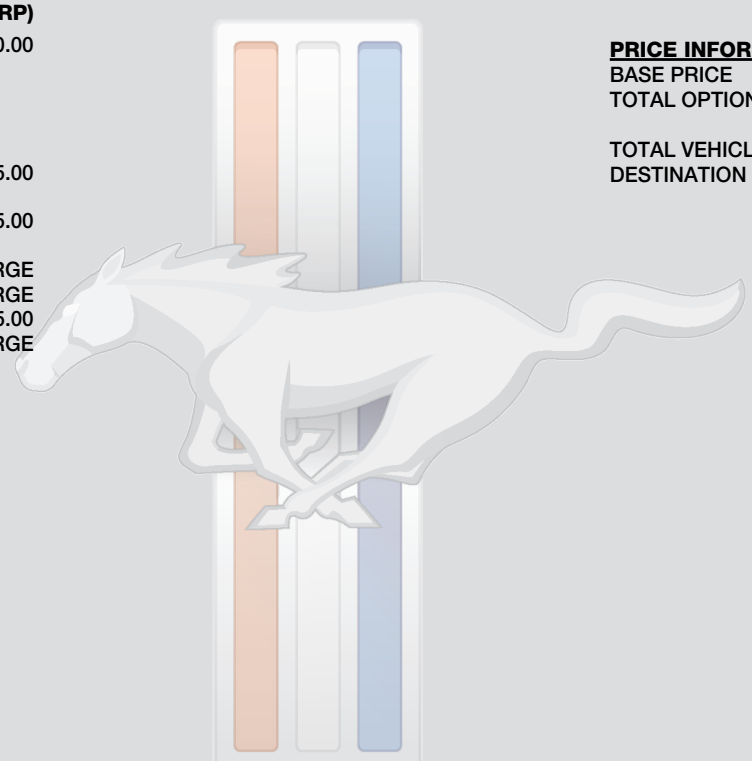 RP)
0.00
5.00
5.00
RGE
RGE
5.00
RGE
PRICE INFOR
BASE PRICE
TOTAL OPTION
TOTAL VEHICL
DESTINATION